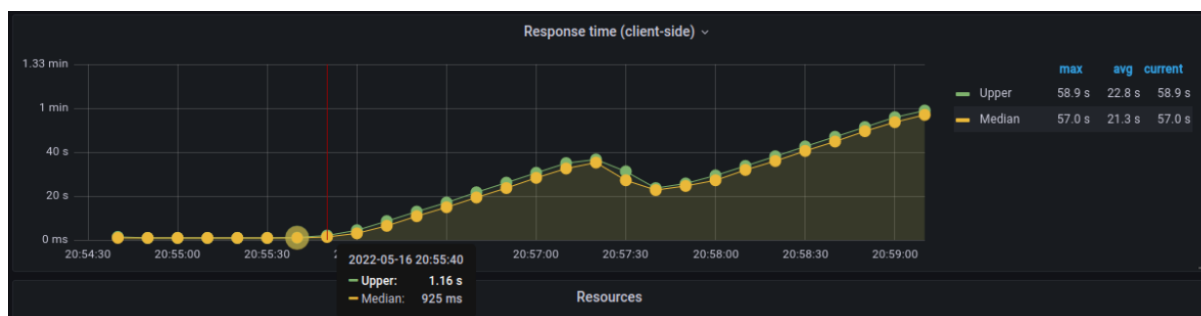 Response time (client-side)
1.33 min
1 min
40 s
20 s
0 ms
20:54:30 20:55:00 20:55:30 20:57:00 20:57:30 20:58:00 20:58:30 20:59:00
max avg current
Upper 58.9 s 22.8 s 58.9 s
Median 57.0 s 21.3 s 57.0 s
2022-05-16 20:55:40
Upper: 1.16 s
Median: 925 ms
Resources